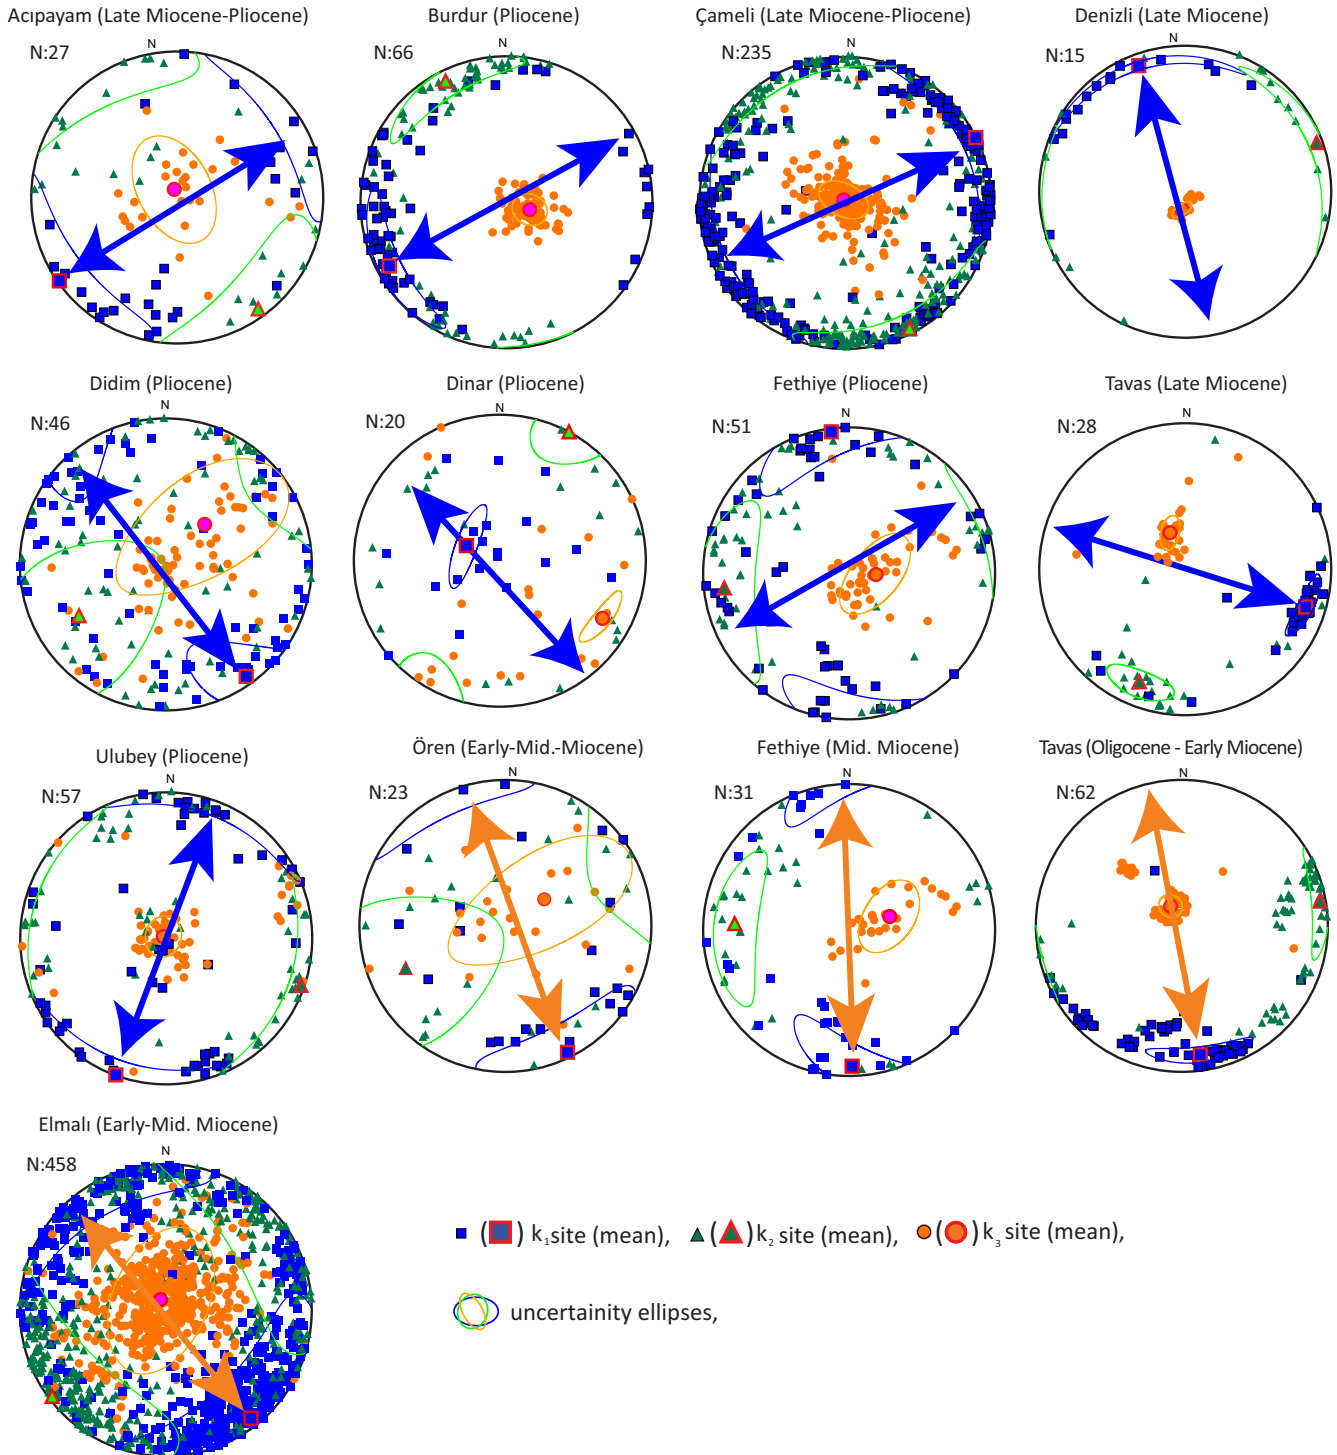 Acıpayam (Late Miocene-Pliocene)
N:27
N
Burdur (Pliocene)
N:66
N
Çameli (Late Miocene-Pliocene)
N:235
N
Denizli (Late Miocene)
N:15
N
Didim (Pliocene)
N:46
N
Dinar (Pliocene)
N:20
N
Fethiye (Pliocene)
N:51
N
Tavas (Late Miocene)
N:28
N
Ulubey (Pliocene)
N:57
N
Ören (Early-Mid.-Miocene)
N:23
N
Fethiye (Mid. Miocene)
N:31
N
Tavas (Oligocene - Early Miocene)
N:62
N
Elmalı (Early-Mid. Miocene)
N:458
N
( ) k₁ site (mean), ( ) k₂ site (mean), ( ) k₃ site (mean),
uncertainity ellipses,